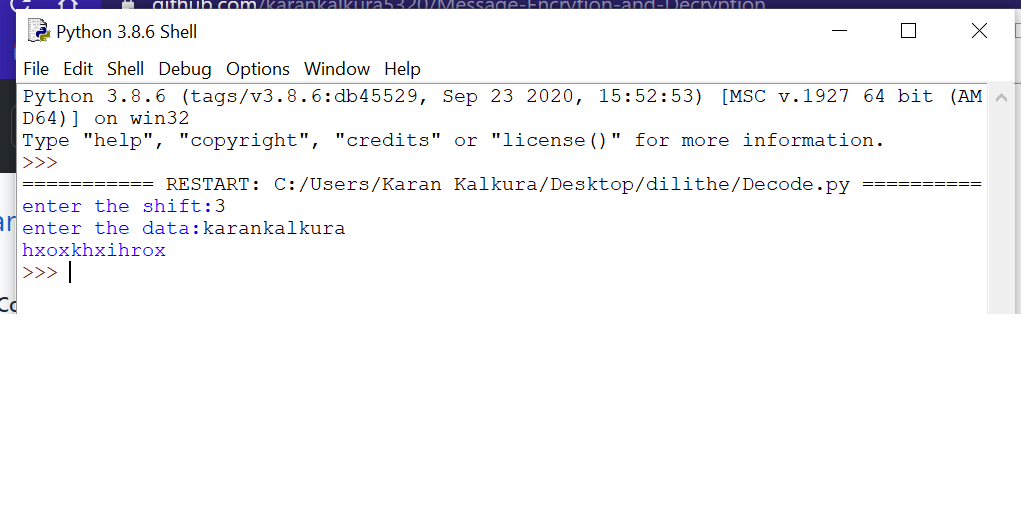 github.com/karankalkura5320/Message-Encrytion-and-Decryption
Python 3.8.6 Shell
File Edit Shell Debug Options Window Help
Python 3.8.6 (tags/v3.8.6:db45529, Sep 23 2020, 15:52:53) [MSC v.1927 64 bit (AM
D64)] on win32
Type "help", "copyright", "credits" or "license()" for more information.
>>>
=========== RESTART: C:/Users/Karan Kalkura/Desktop/dilithe/Decode.py ==========
enter the shift:3
enter the data:karankalkura
hxoxkhxihrox
>>>